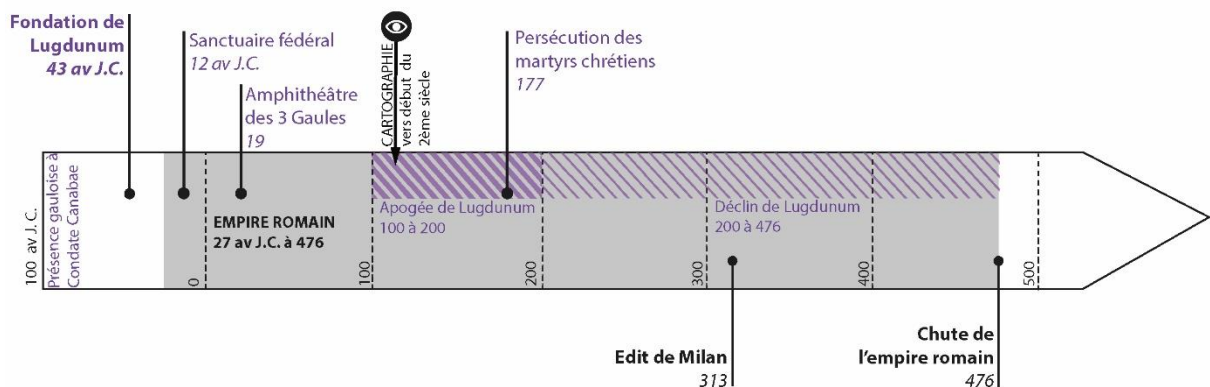 Fondation de
Lugdunum
43 av J.C.
Sanctuaire fédéral
12 av J.C.
Amphithéâtre
des 3 Gaules
19
CARTOGRAPHIE
vers début du
2ème siècle
Persécution des
martyrs chrétiens
177
100 av J.C.
Présence gauloise à
Condate Canabae
EMPIRE ROMAIN
27 av J.C. à 476
Apogée de Lugdunum
100 à 200
Déclin de Lugdunum
200 à 476
0
100
200
300
400
500
Edit de Milan
313
Chute de
l'empire romain
476